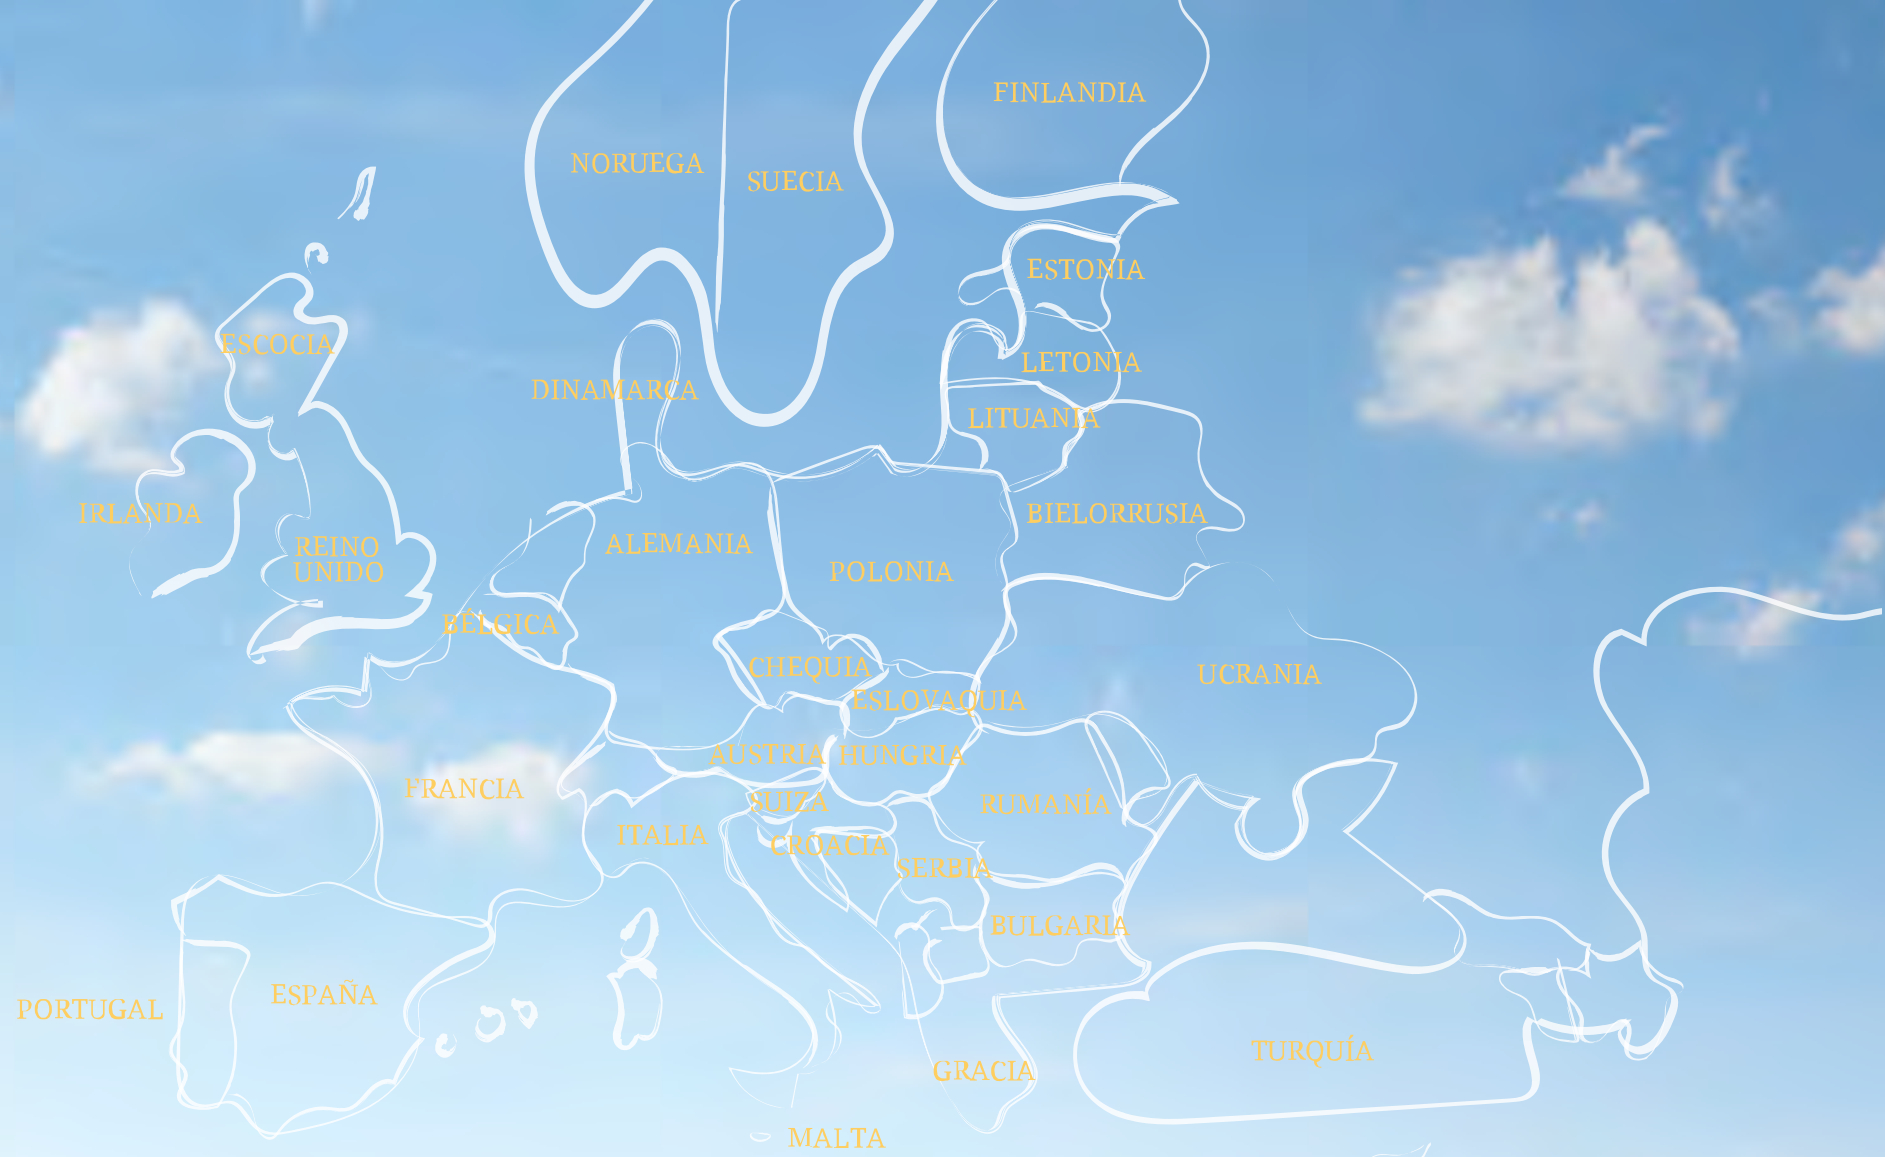 FINLANDIA
NORUEGA
SUECIA
ESTONIA
ESCOCIA
LETONIA
DINAMARCA
LITUANIA
IRLANDA
BIELORRUSIA
REINO
UNIDO
ALEMANIA
POLONIA
BÉLGICA
CHEQUIA
UCRANIA
ESLOVAQUIA
AUSTRIA
HUNGRIA
FRANCIA
SUIZA
RUMANÍA
ITALIA
CROACIA
SERBIA
BULGARIA
ESPAÑA
PORTUGAL
TURQUÍA
GRACIA
MALTA